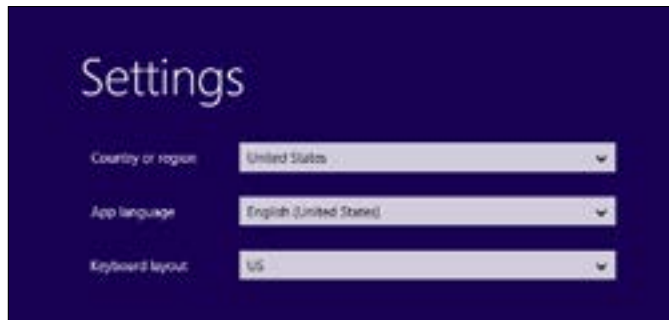 Settings
Country or region United States
App language English (United States)
Keyboard layout US